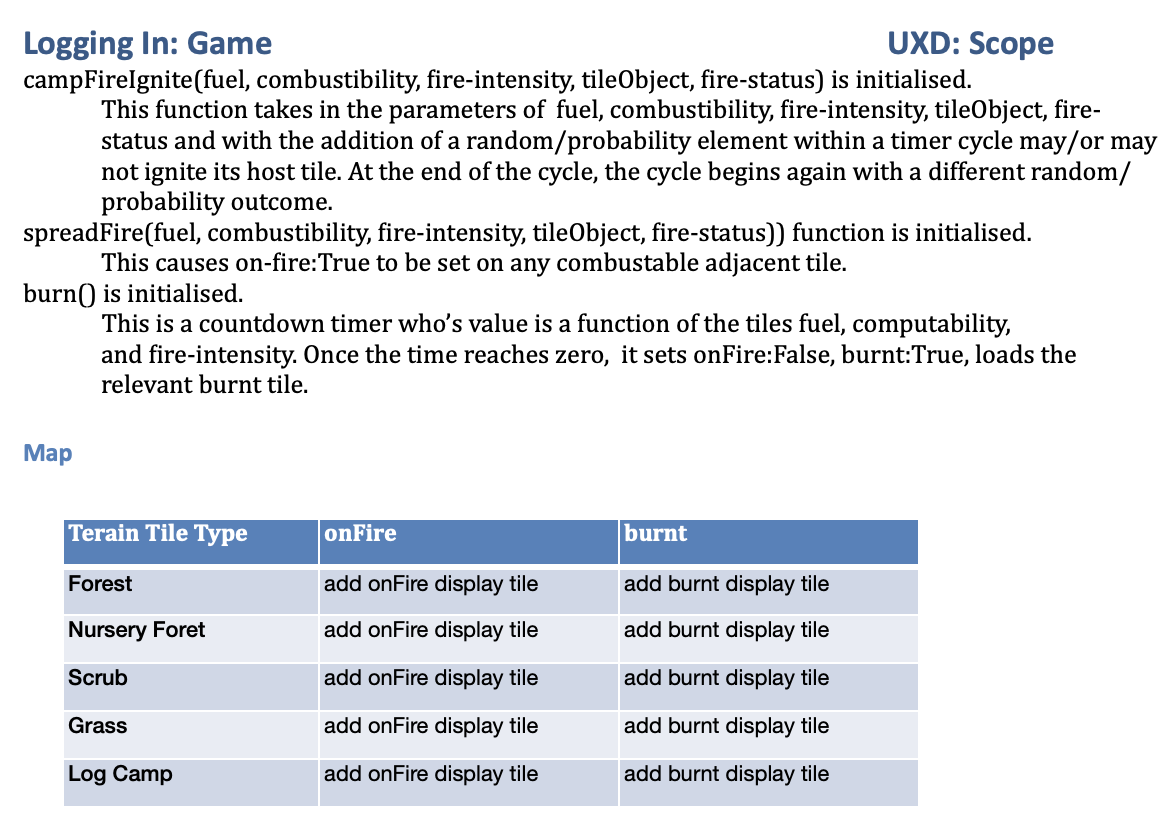 Logging In: Game UXD: Scope
campFireIgnite(fuel, combustibility, fire-intensity, tileObject, fire-status) is initialised.
This function takes in the parameters of fuel, combustibility, fire-intensity, tileObject, fire-
status and with the addition of a random/probability element within a timer cycle may/or may
not ignite its host tile. At the end of the cycle, the cycle begins again with a different random/
probability outcome.
spreadFire(fuel, combustibility, fire-intensity, tileObject, fire-status)) function is initialised.
This causes on-fire:True to be set on any combustable adjacent tile.
burn() is initialised.
This is a countdown timer who’s value is a function of the tiles fuel, computability,
and fire-intensity. Once the time reaches zero, it sets onFire:False, burnt:True, loads the
relevant burnt tile.
Map
Terain Tile Type onFire burnt
Forest add onFire display tile add burnt display tile
Nursery Foret add onFire display tile add burnt display tile
Scrub add onFire display tile add burnt display tile
Grass add onFire display tile add burnt display tile
Log Camp add onFire display tile add burnt display tile